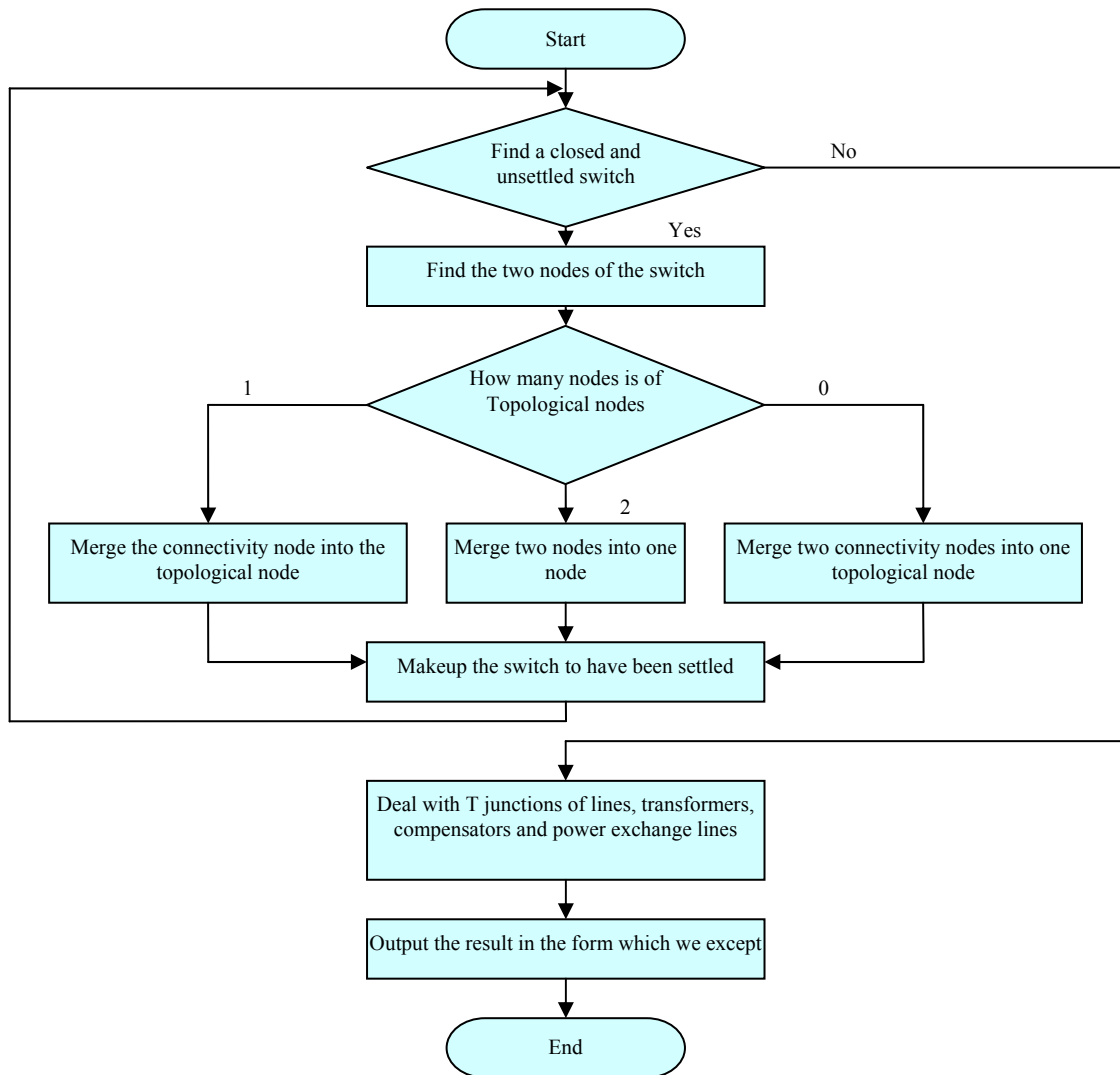 Start
Find a closed and
unsettled switch
No
Yes
Find the two nodes of the switch
How many nodes is of
Topological nodes
1
0
2
Merge the connectivity node into the
topological node
Merge two nodes into one
node
Merge two connectivity nodes into one
topological node
Makeup the switch to have been settled
Deal with T junctions of lines, transformers,
compensators and power exchange lines
Output the result in the form which we except
End